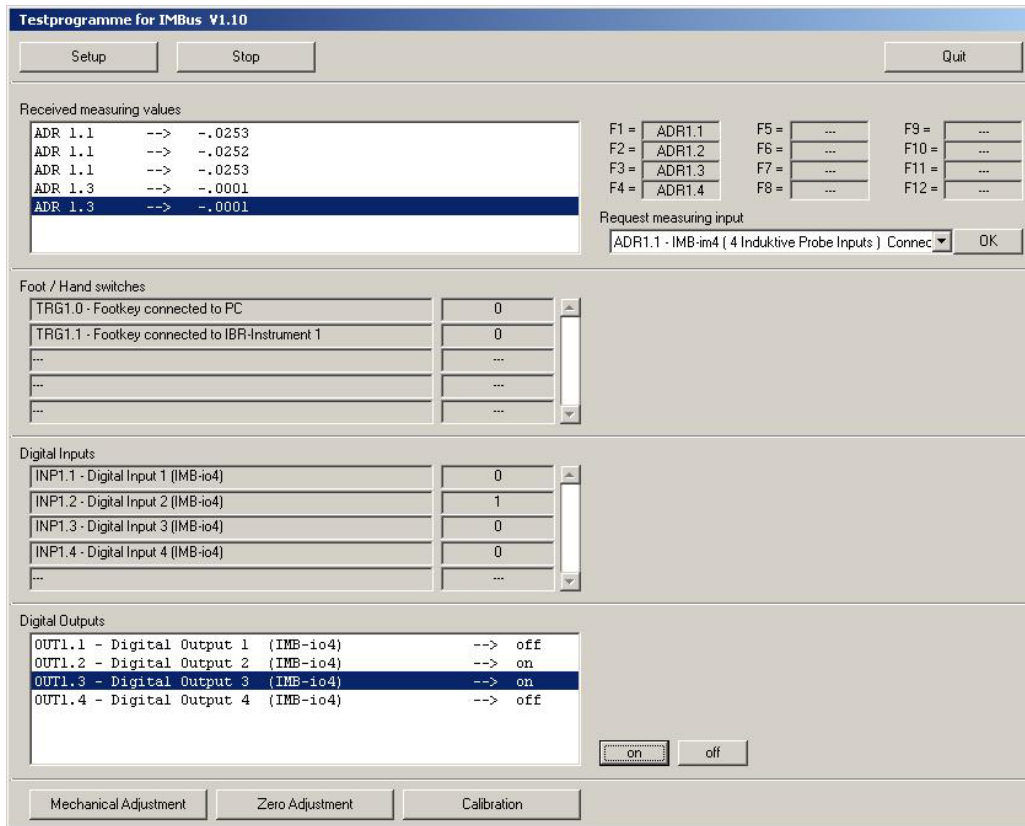 Testprogramme for IMBus V1.10
Setup Stop Quit
Received measuring values
ADR 1.1 --> -.0253
ADR 1.1 --> -.0252
ADR 1.1 --> -.0253
ADR 1.3 --> -.0001
ADR 1.3 --> -.0001
F1 = ADR1.1 F5 = --- F9 = ---
F2 = ADR1.2 F6 = --- F10 = ---
F3 = ADR1.3 F7 = --- F11 = ---
F4 = ADR1.4 F8 = --- F12 = ---
Request measuring input
ADR1.1 - IMB-im4 ( 4 Induktive Probe Inputs ) Connec OK
Foot / Hand switches
TRG1.0 - Footkey connected to PC 0
TRG1.1 - Footkey connected to IBR-Instrument 1 0
--- ---
--- ---
--- ---
Digital Inputs
INP1.1 - Digital Input 1 (IMB-io4) 0
INP1.2 - Digital Input 2 (IMB-io4) 1
INP1.3 - Digital Input 3 (IMB-io4) 0
INP1.4 - Digital Input 4 (IMB-io4) 0
--- ---
Digital Outputs
OUT1.1 - Digital Output 1 (IMB-io4) --> off
OUT1.2 - Digital Output 2 (IMB-io4) --> on
OUT1.3 - Digital Output 3 (IMB-io4) --> on
OUT1.4 - Digital Output 4 (IMB-io4) --> off
on off
Mechanical Adjustment Zero Adjustment Calibration